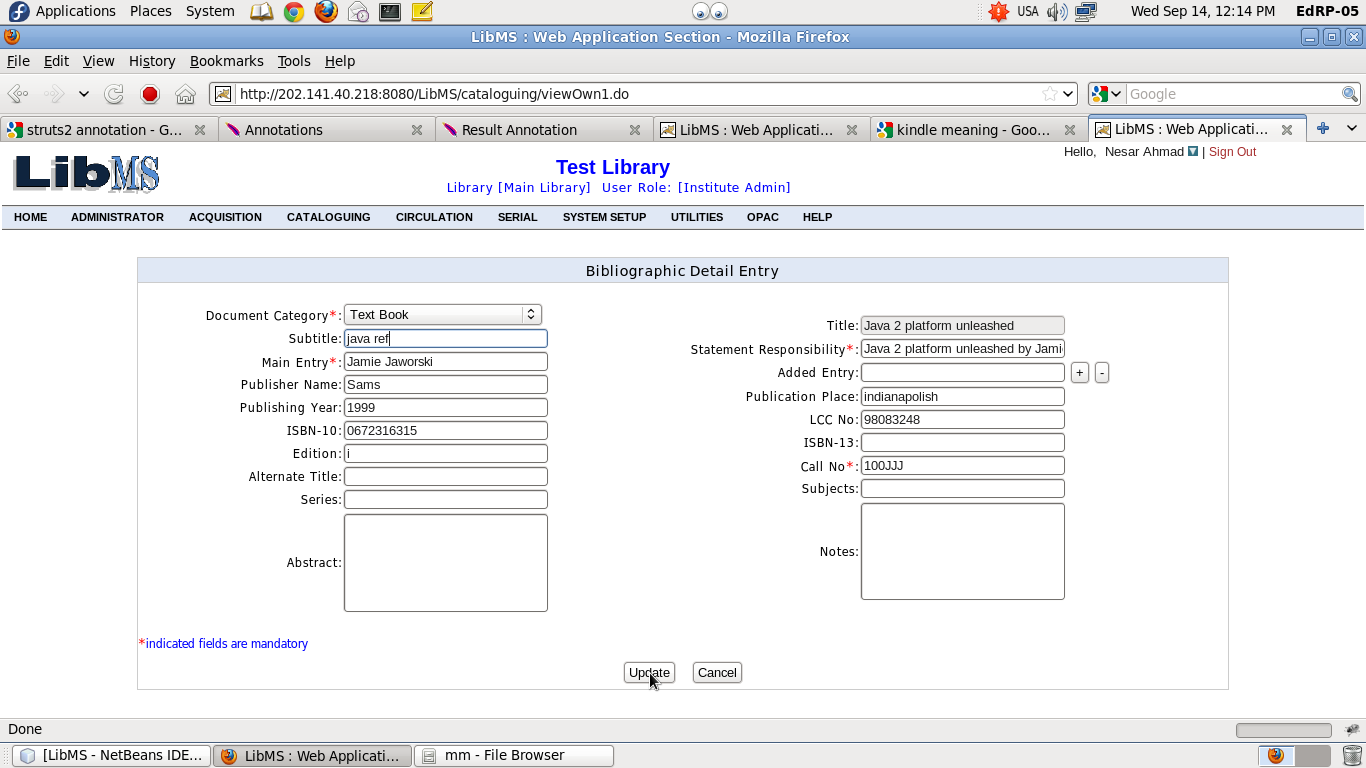 Applications Places System USA Wed Sep 14, 12:14 PM EdRP-05
LibMS : Web Application Section - Mozilla Firefox
File Edit View History Bookmarks Tools Help
http://202.141.40.218:8080/LibMS/cataloguing/viewOwn1.do Google
struts2 annotation - G... Annotations Result Annotation LibMS : Web Applicati... kindle meaning - Goo... LibMS : Web Applicati...
Hello, Nesar Ahmad | Sign Out
LibMS
Test Library
Library [Main Library] User Role: [Institute Admin]
HOME ADMINISTRATOR ACQUISITION CATALOGUING CIRCULATION SERIAL SYSTEM SETUP UTILITIES OPAC HELP
Bibliographic Detail Entry
Document Category*: Text Book
Title: Java 2 platform unleashed
Subtitle: java ref
Statement Responsibility*: Java 2 platform unleashed by Jami
Main Entry*: Jamie Jaworski
Added Entry: + -
Publisher Name: Sams
Publication Place: indianapolish
Publishing Year: 1999
LCC No: 98083248
ISBN-10: 0672316315
ISBN-13:
Edition: i
Call No*: 100JJJ
Alternate Title:
Subjects:
Series:
Abstract:
Notes:
*indicated fields are mandatory
Update Cancel
Done
[LibMS - NetBeans IDE... LibMS : Web Applicati... mm - File Browser